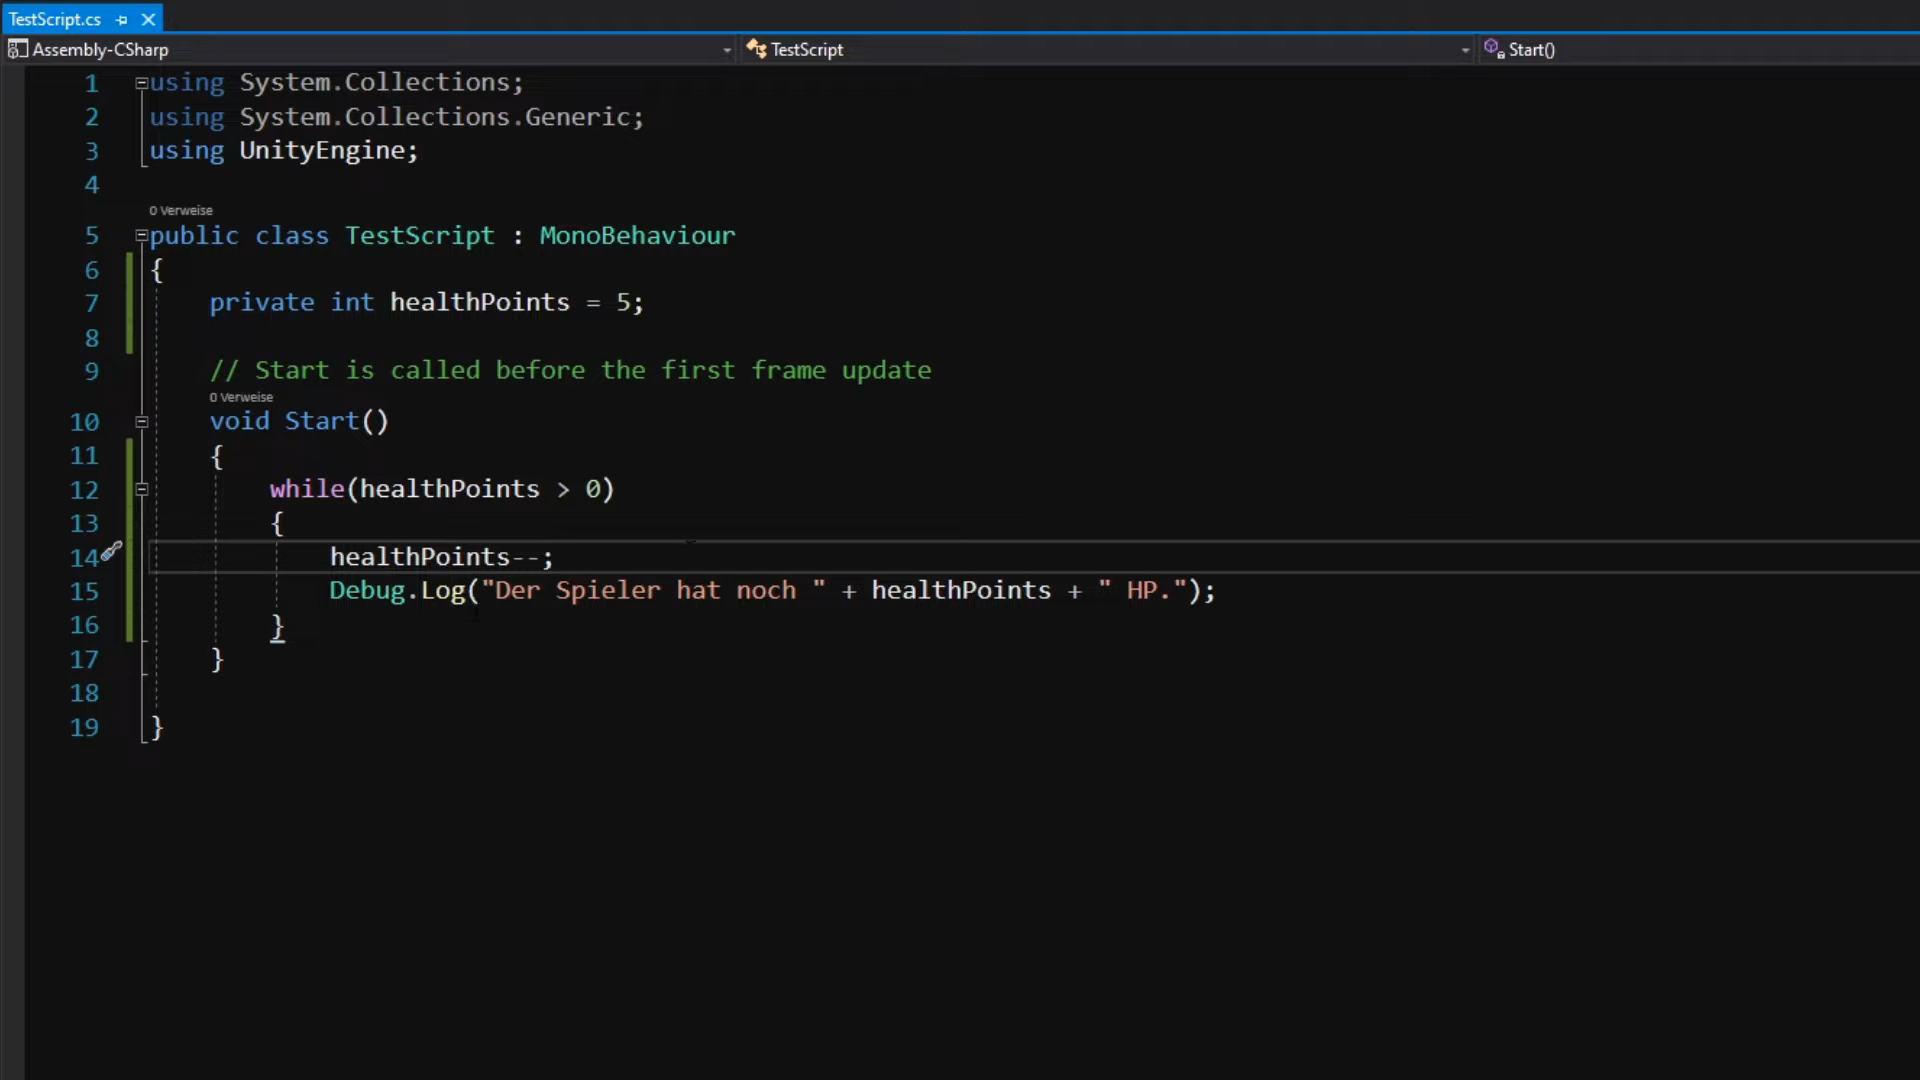 TestScript.cs
Assembly-CSharp TestScript Start()
1 using System.Collections;
2 using System.Collections.Generic;
3 using UnityEngine;
4
0 Verweise
5 public class TestScript : MonoBehaviour
6 {
7 private int healthPoints = 5;
8
9 // Start is called before the first frame update
0 Verweise
10 void Start()
11 {
12 while(healthPoints > 0)
13 {
14 healthPoints--;
15 Debug.Log("Der Spieler hat noch " + healthPoints + " HP.");
16 }
17 }
18
19 }